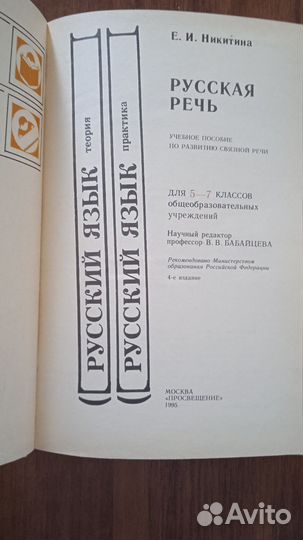 Е. И. Никитина
РУССКАЯ
РЕЧЬ
УЧЕБНОЕ ПОСОБИЕ
ПО РАЗВИТИЮ СВЯЗНОЙ РЕЧИ
ДЛЯ 5—7 КЛАССОВ
общеобразовательных
учреждений
Научный редактор
профессор В. В. БАБАЙЦЕВА
Рекомендовано Министерством
образования Российской Федерации
4-е издание
МОСКВА
«ПРОСВЕЩЕНИЕ»
1995
РУССКИЙ ЯЗЫК теория
РУССКИЙ ЯЗЫК практика
Avito